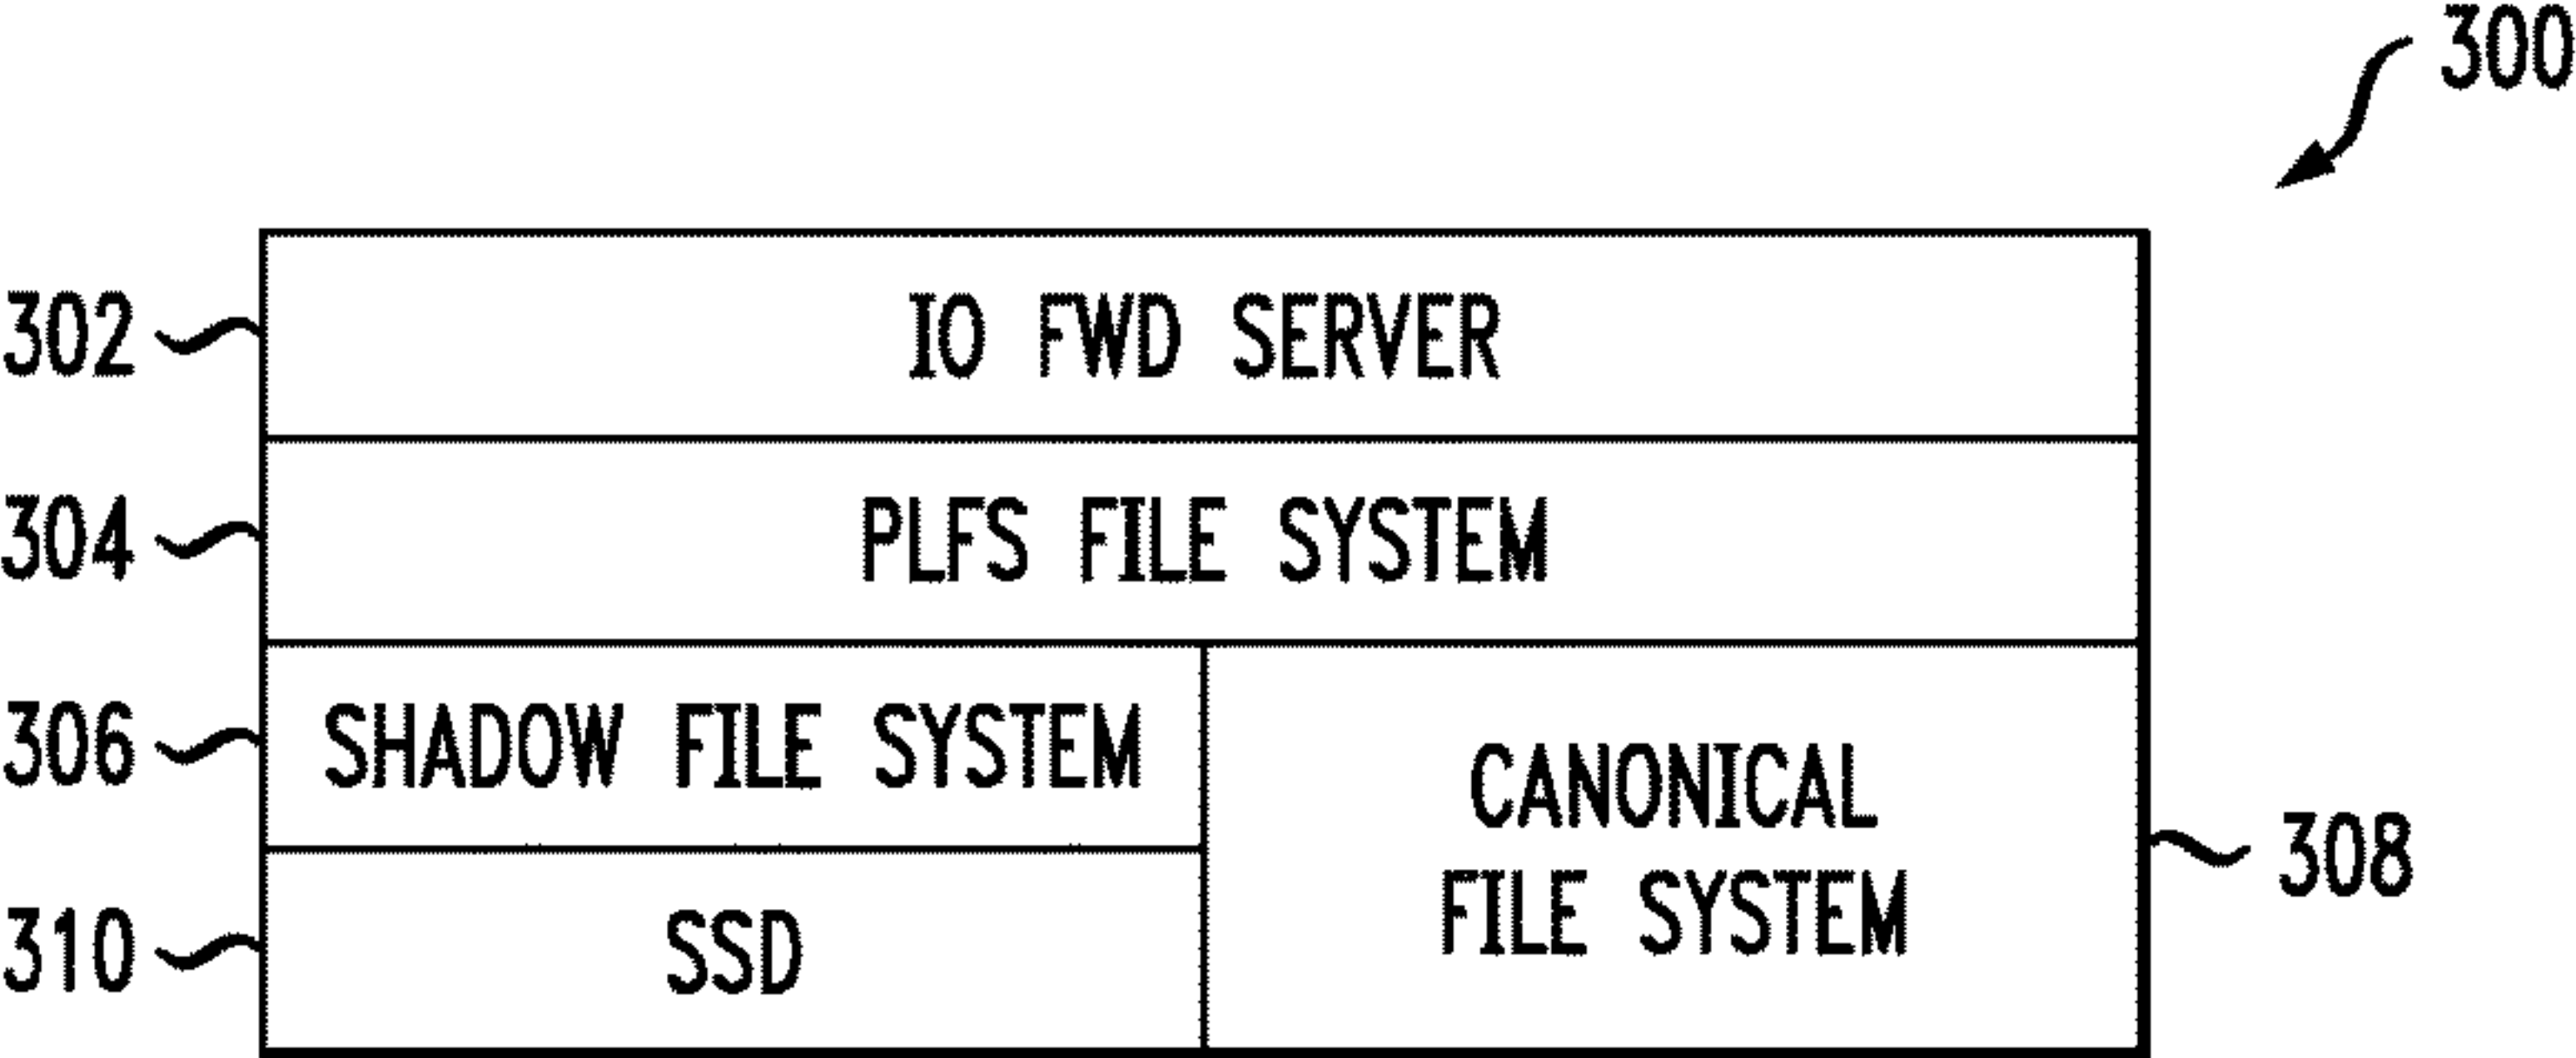 300
302 IO FWD SERVER
304 PLFS FILE SYSTEM
306 SHADOW FILE SYSTEM
CANONICAL
FILE SYSTEM
308
310 SSD